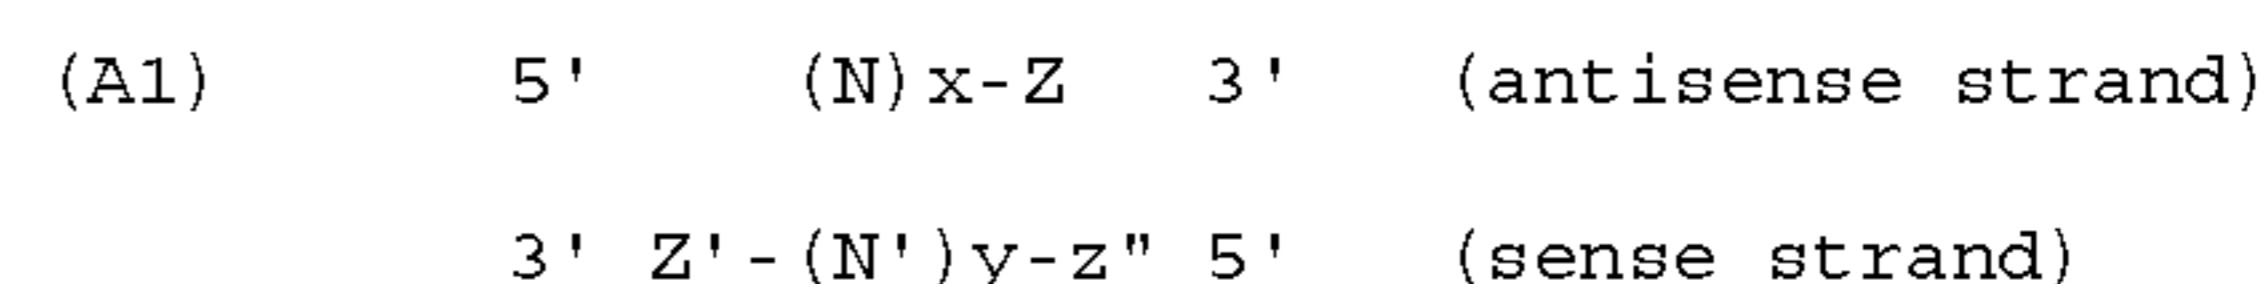 (A1) 5' (N)x-Z 3' (antisense strand)
3' Z'-(N')y-z" 5' (sense strand)